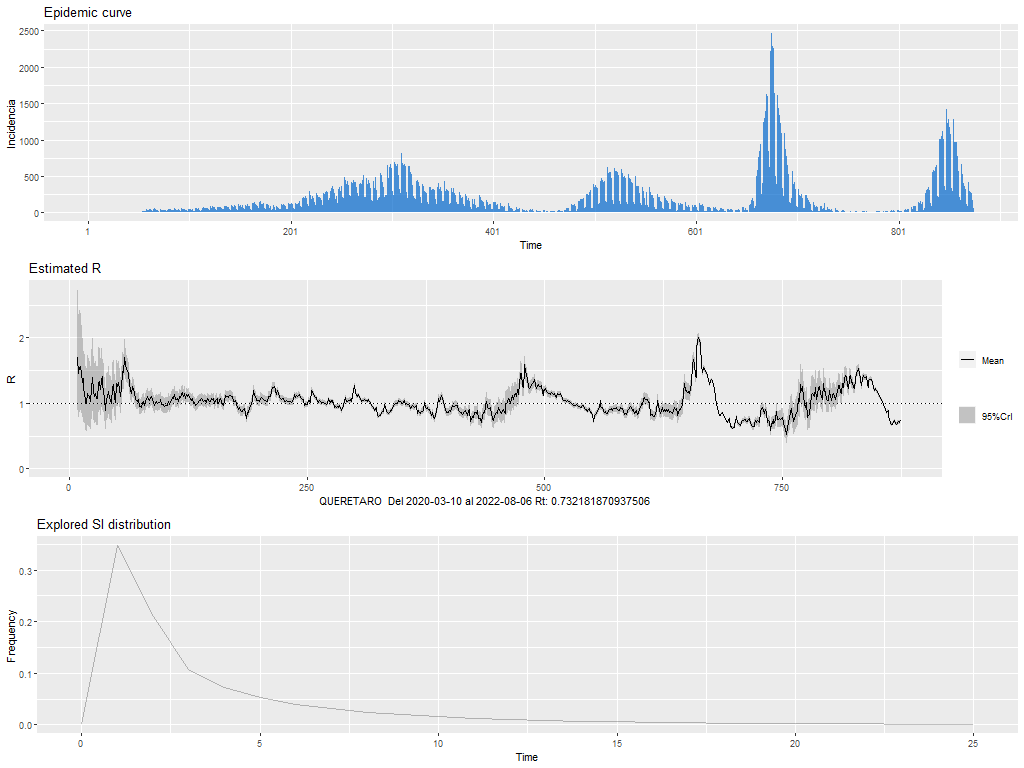 Epidemic curve
2500
2000
1500
1000
500
0
Incidencia
1 201 401 601 801
Time
Estimated R
2
1
0
R
Mean
95%CrI
0 250 500 750
QUERETARO Del 2020-03-10 al 2022-08-06 Rt: 0.732181870937506
Explored SI distribution
0.3
0.2
0.1
0.0
Frequency
0 5 10 15 20 25
Time